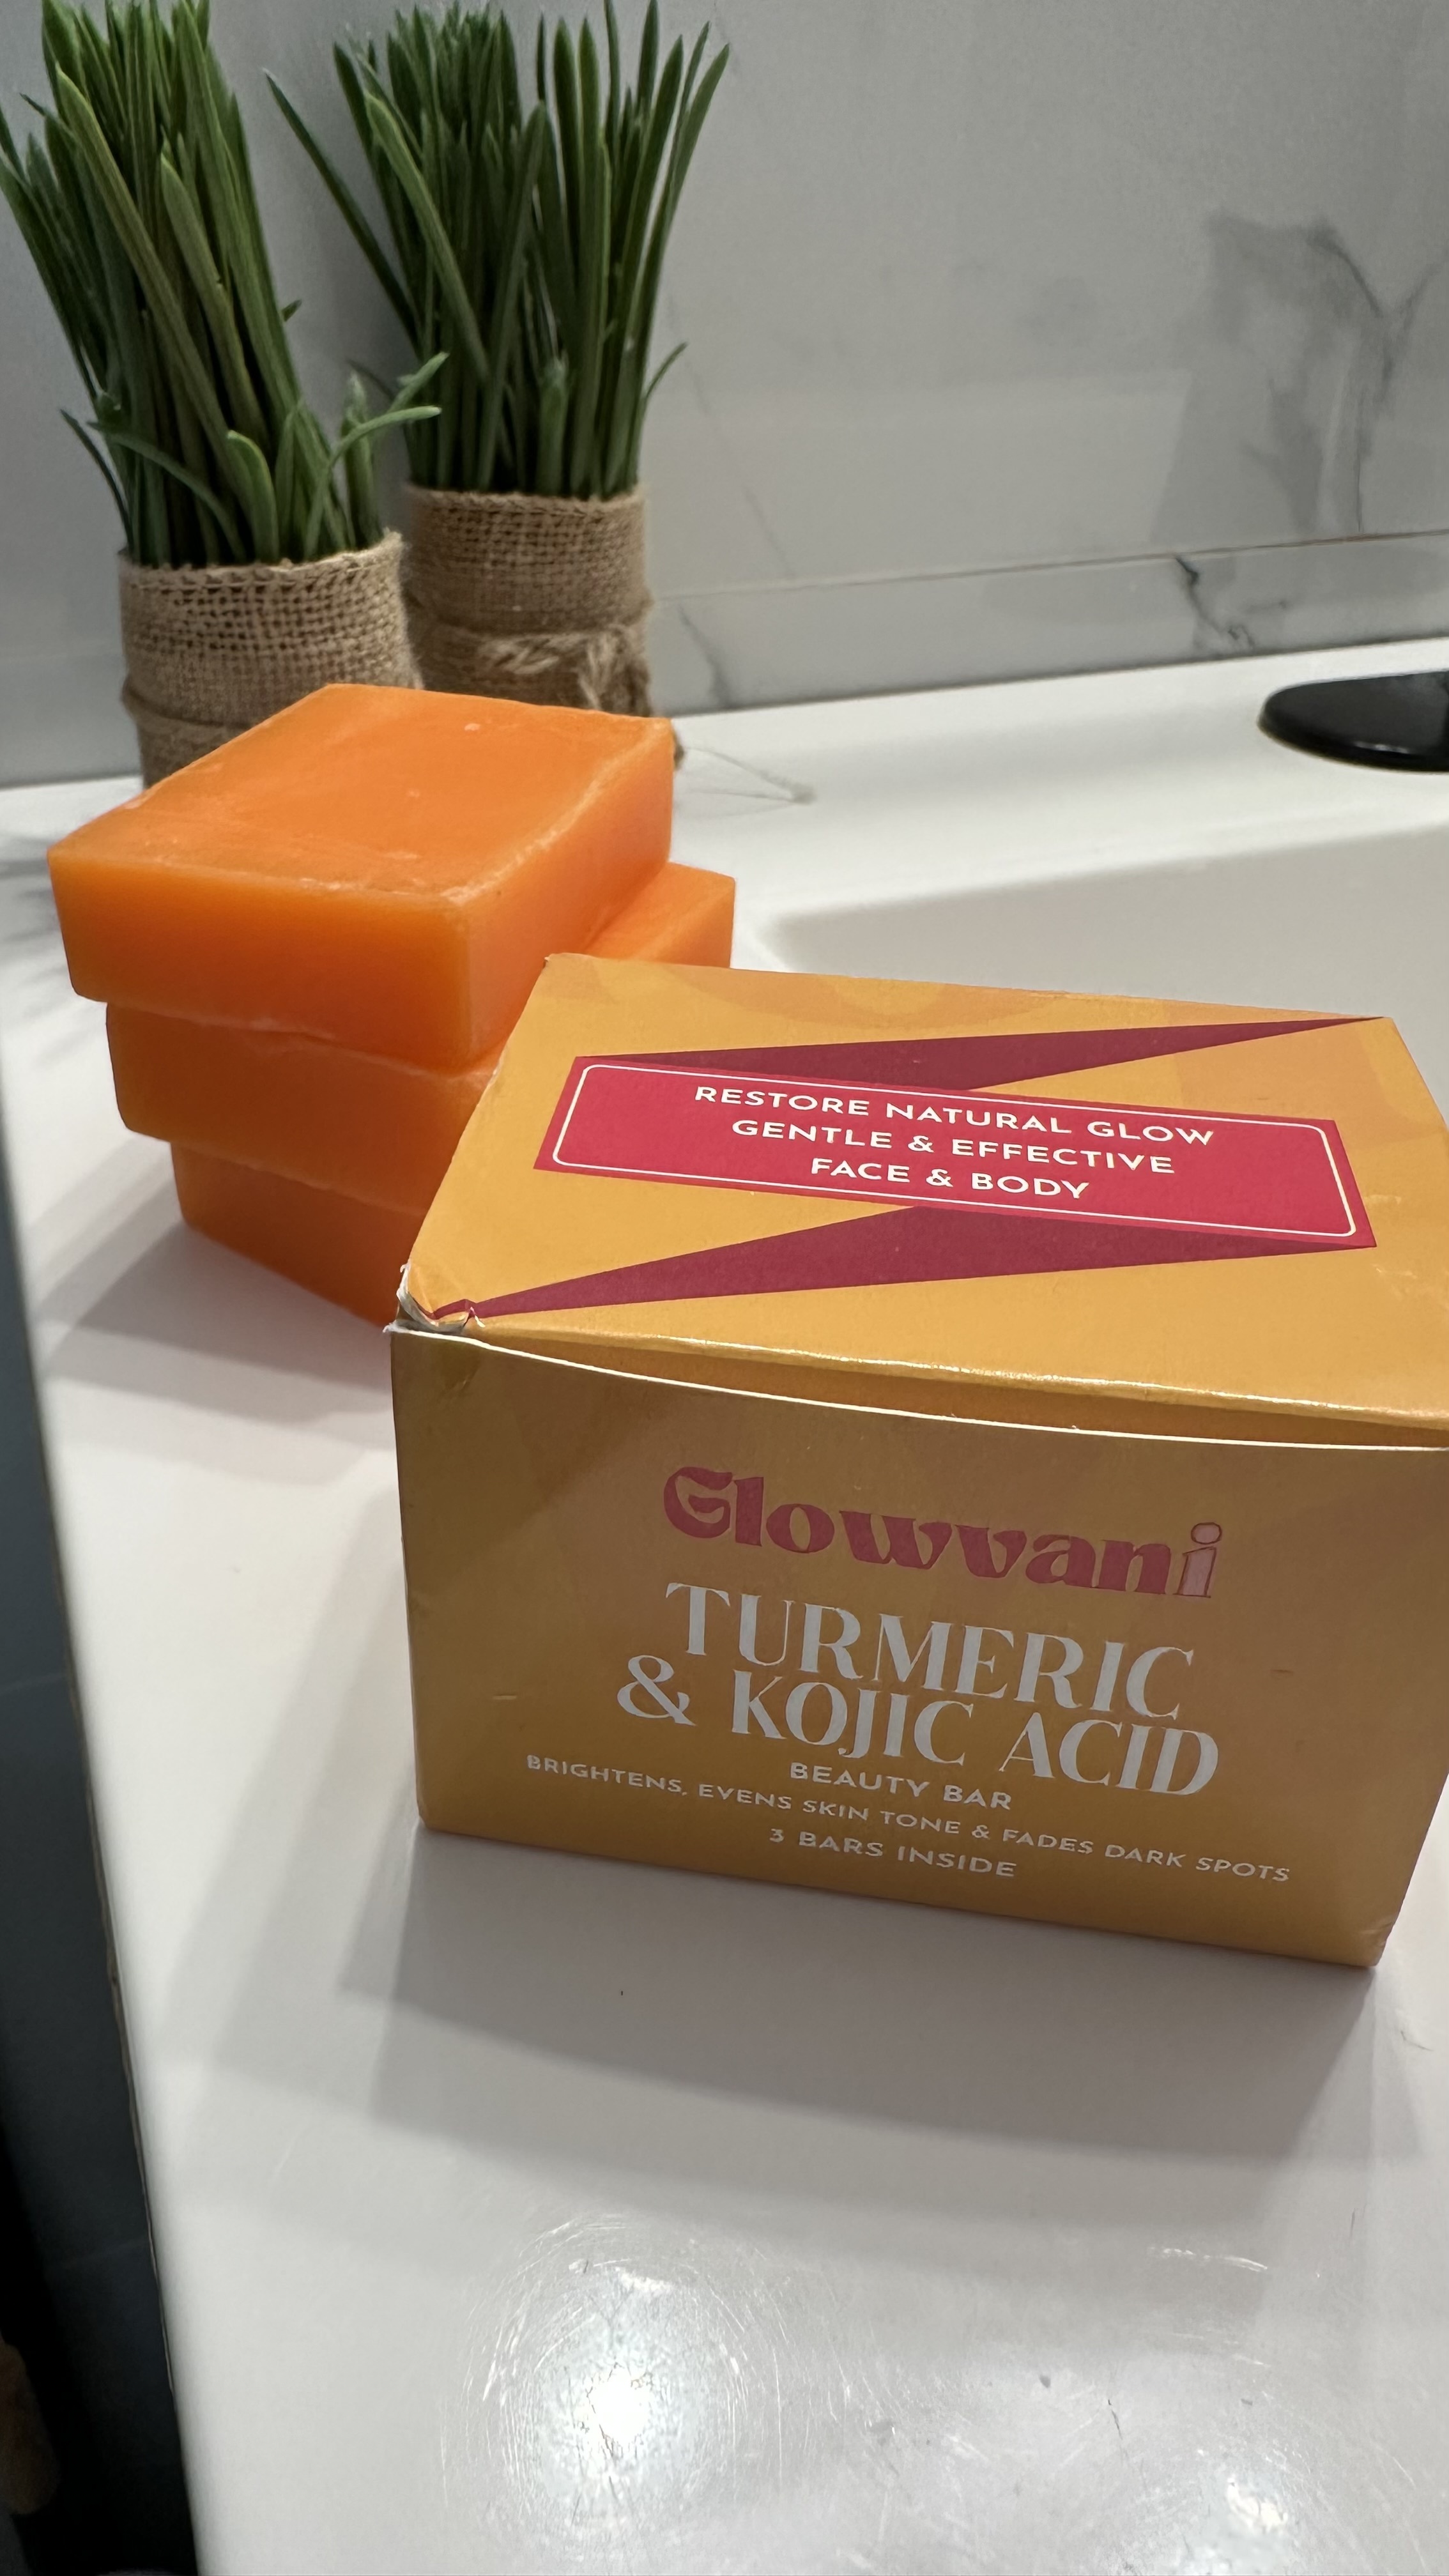 RESTORE NATURAL GLOW
GENTLE & EFFECTIVE
FACE & BODY
Glowvani
TURMERIC
& KOJIC ACID
BEAUTY BAR
BRIGHTENS, EVENS SKIN TONE & FADES DARK SPOTS
3 BARS INSIDE